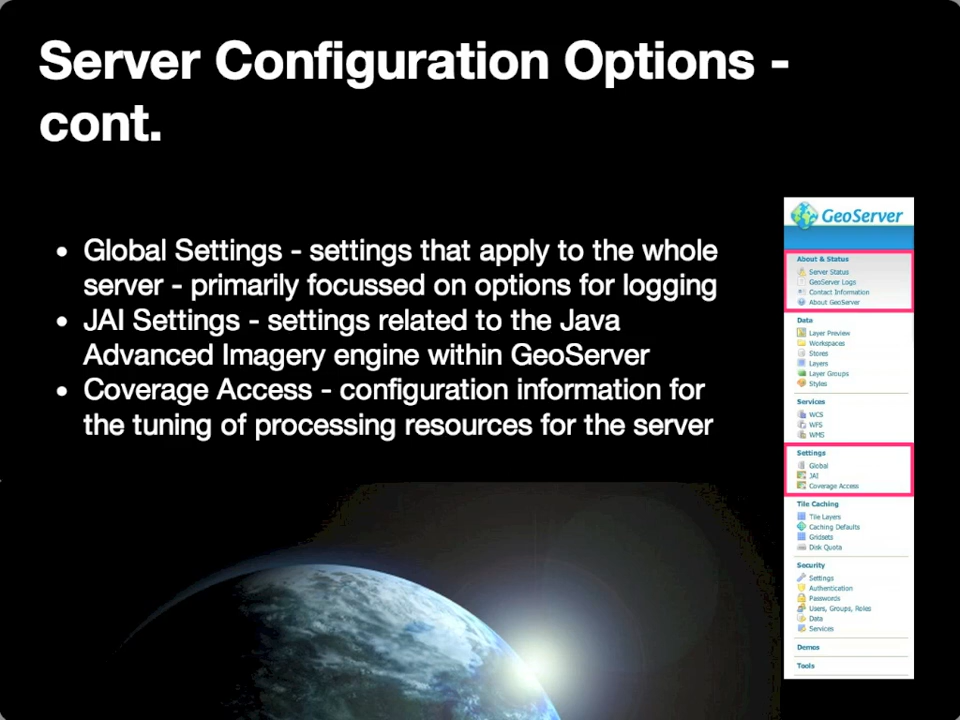 Server Configuration Options -
cont.
• Global Settings - settings that apply to the whole
server - primarily focussed on options for logging
• JAI Settings - settings related to the Java
Advanced Imagery engine within GeoServer
• Coverage Access - configuration information for
the tuning of processing resources for the server
GeoServer
About & Status
Server Status
GeoServer Logs
Contact Information
About GeoServer
Data
Layer Preview
Workspaces
Stores
Layers
Layer Groups
Styles
Services
WCS
WFS
WMS
Settings
Global
JAI
Coverage Access
Tile Caching
Tile Layers
Caching Defaults
Gridsets
Disk Quota
Security
Settings
Authentication
Passwords
Users, Groups, Roles
Data
Services
Demos
Tools